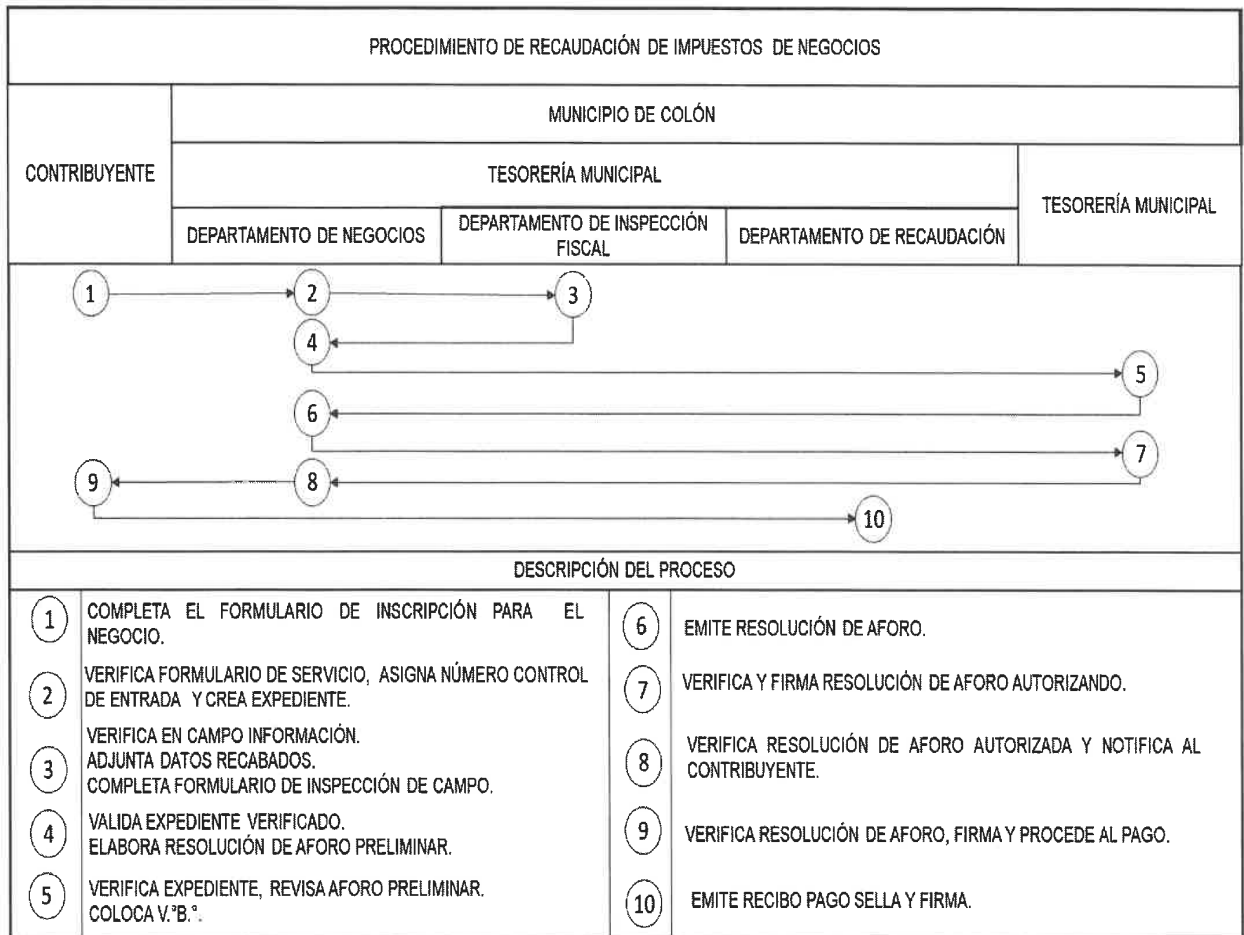 PROCEDIMIENTO DE RECAUDACIÓN DE IMPUESTOS DE NEGOCIOS
MUNICIPIO DE COLÓN
CONTRIBUYENTE
TESORERÍA MUNICIPAL
TESORERÍA MUNICIPAL
DEPARTAMENTO DE NEGOCIOS
DEPARTAMENTO DE INSPECCIÓN
FISCAL
DEPARTAMENTO DE RECAUDACIÓN
1
2
3
4
5
6
7
9
8
10
DESCRIPCIÓN DEL PROCESO
1
COMPLETA EL FORMULARIO DE INSCRIPCIÓN PARA EL
NEGOCIO.
2
VERIFICA FORMULARIO DE SERVICIO, ASIGNA NÚMERO CONTROL
DE ENTRADA Y CREA EXPEDIENTE.
3
VERIFICA EN CAMPO INFORMACIÓN.
ADJUNTA DATOS RECABADOS.
COMPLETA FORMULARIO DE INSPECCIÓN DE CAMPO.
4
VALIDA EXPEDIENTE VERIFICADO.
ELABORA RESOLUCIÓN DE AFORO PRELIMINAR.
5
VERIFICA EXPEDIENTE, REVISA AFORO PRELIMINAR.
COLOCA V.°B.°.
6
EMITE RESOLUCIÓN DE AFORO.
7
VERIFICA Y FIRMA RESOLUCIÓN DE AFORO AUTORIZANDO.
8
VERIFICA RESOLUCIÓN DE AFORO AUTORIZADA Y NOTIFICA AL
CONTRIBUYENTE.
9
VERIFICA RESOLUCIÓN DE AFORO, FIRMA Y PROCEDE AL PAGO.
10
EMITE RECIBO PAGO SELLA Y FIRMA.